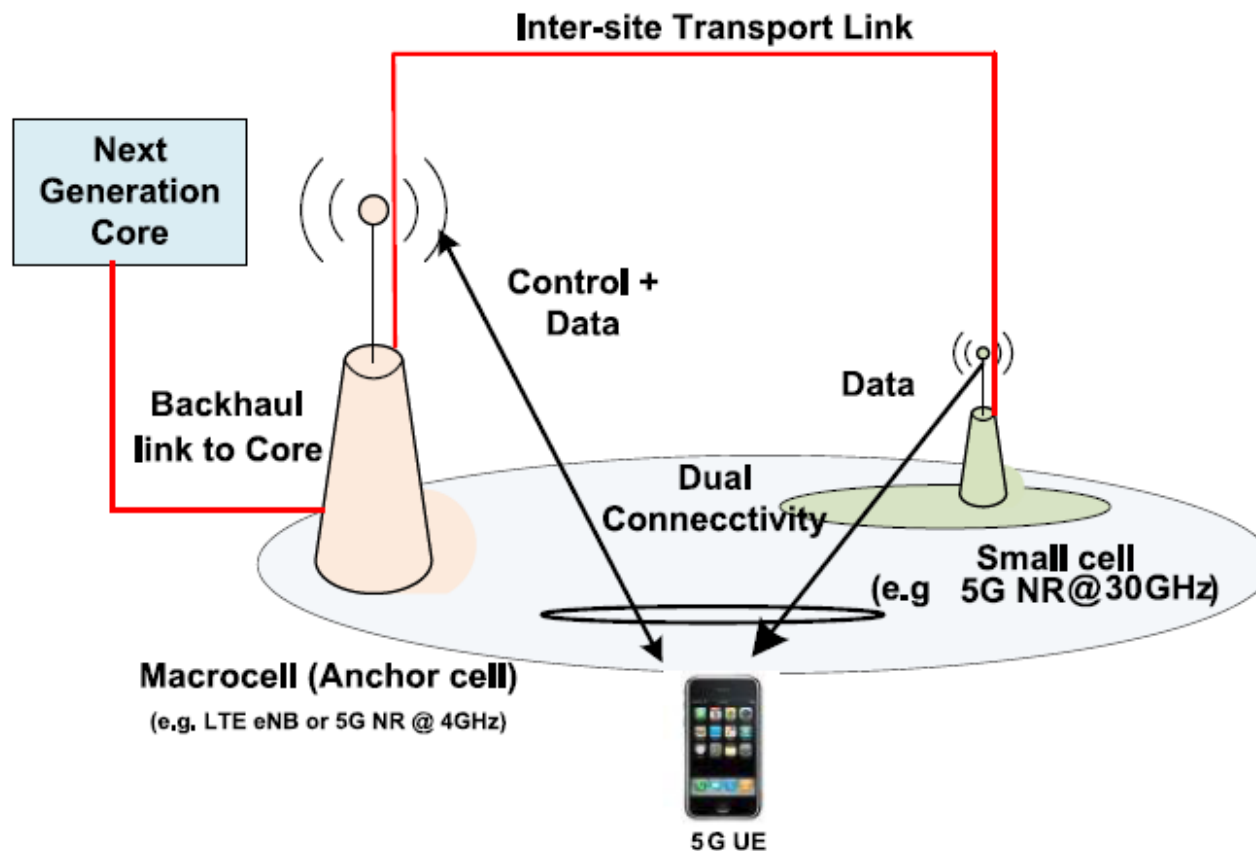 Inter-site Transport Link
Next
Generation
Core
Control +
Data
Data
Backhaul
link to Core
Dual
Connecctivity
Small cell
(e.g 5G NR@30GHz)
Macrocell (Anchor cell)
(e.g. LTE eNB or 5G NR @ 4GHz)
5G UE